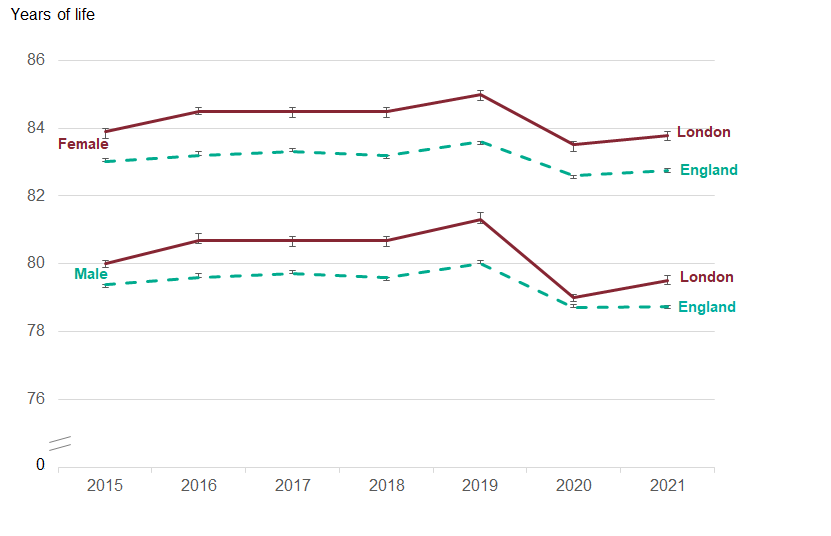 Years of life
86
84
82
80
78
76
0
Female
London
England
Male
London
England
2015 2016 2017 2018 2019 2020 2021